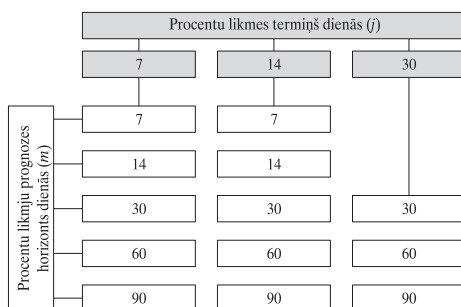 Procentu likmes termiņš dienās (j)
7 14 30
Procentu likmju prognozes
horizonts dienās (m)
7 7
14 14
30 30 30
60 60 60
90 90 90